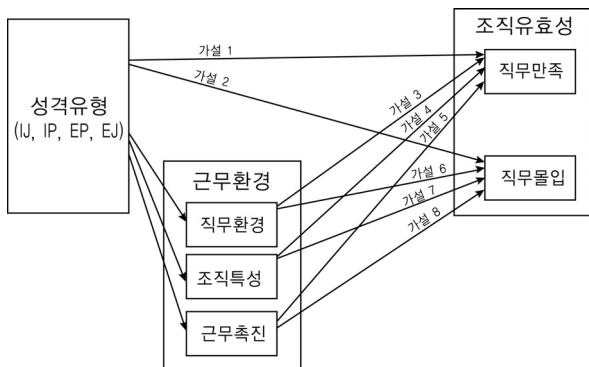 조직유효성
가설 1
직무만족
가설 2
가설 3
가설 4
가설 5
성격유형
(IJ, IP, EP, EJ)
근무환경
직무몰입
가설 6
가설 7
가설 8
직무환경
조직특성
근무촉진